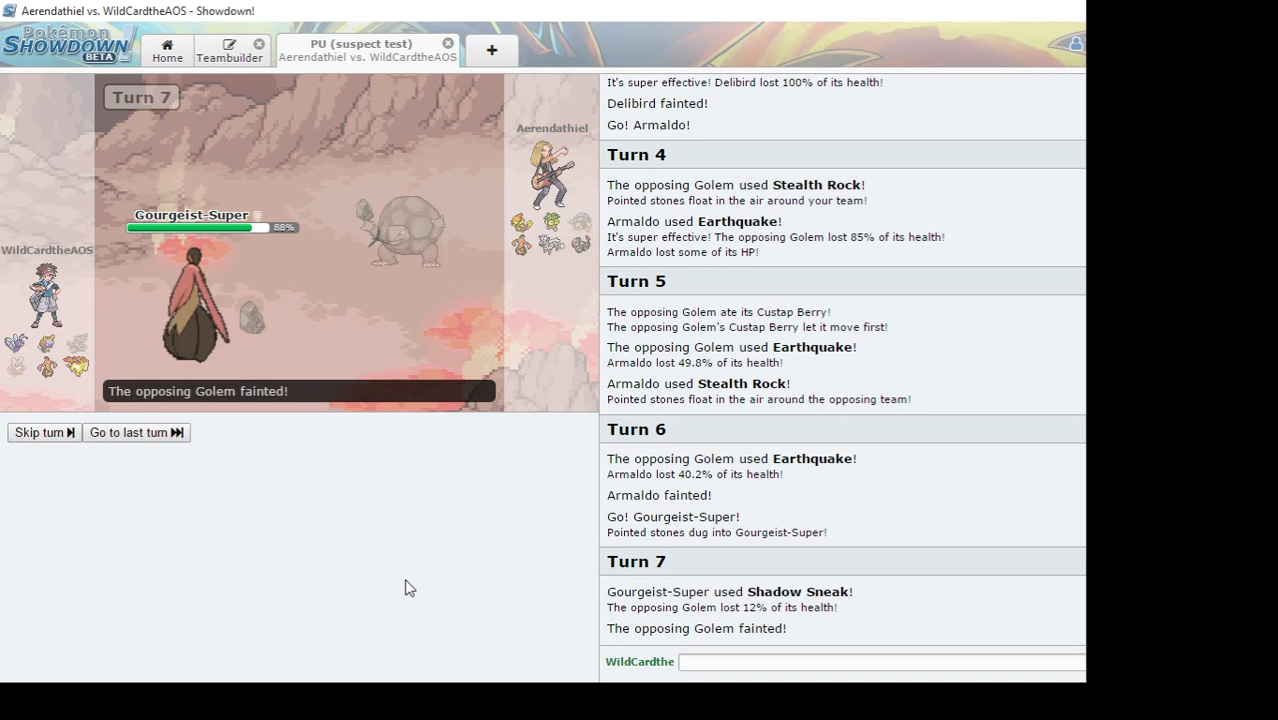 Aerendathiel vs. WildCardtheAOS - Showdown!
Pokémon
SHOWDOWN!
BETA
Home
Teambuilder
PU (suspect test)
Aerendathiel vs. WildCardtheAOS
+
Turn 7
Aerendathiel
Gourgeist-Super
88%
WildCardtheAOS
The opposing Golem fainted!
Skip turn
Go to last turn
It's super effective! Delibird lost 100% of its health!
Delibird fainted!
Go! Armaldo!
Turn 4
The opposing Golem used Stealth Rock!
Pointed stones float in the air around your team!
Armaldo used Earthquake!
It's super effective! The opposing Golem lost 85% of its health!
Armaldo lost some of its HP!
Turn 5
The opposing Golem ate its Custap Berry!
The opposing Golem's Custap Berry let it move first!
The opposing Golem used Earthquake!
Armaldo lost 49.8% of its health!
Armaldo used Stealth Rock!
Pointed stones float in the air around the opposing team!
Turn 6
The opposing Golem used Earthquake!
Armaldo lost 40.2% of its health!
Armaldo fainted!
Go! Gourgeist-Super!
Pointed stones dug into Gourgeist-Super!
Turn 7
Gourgeist-Super used Shadow Sneak!
The opposing Golem lost 12% of its health!
The opposing Golem fainted!
WildCardthe